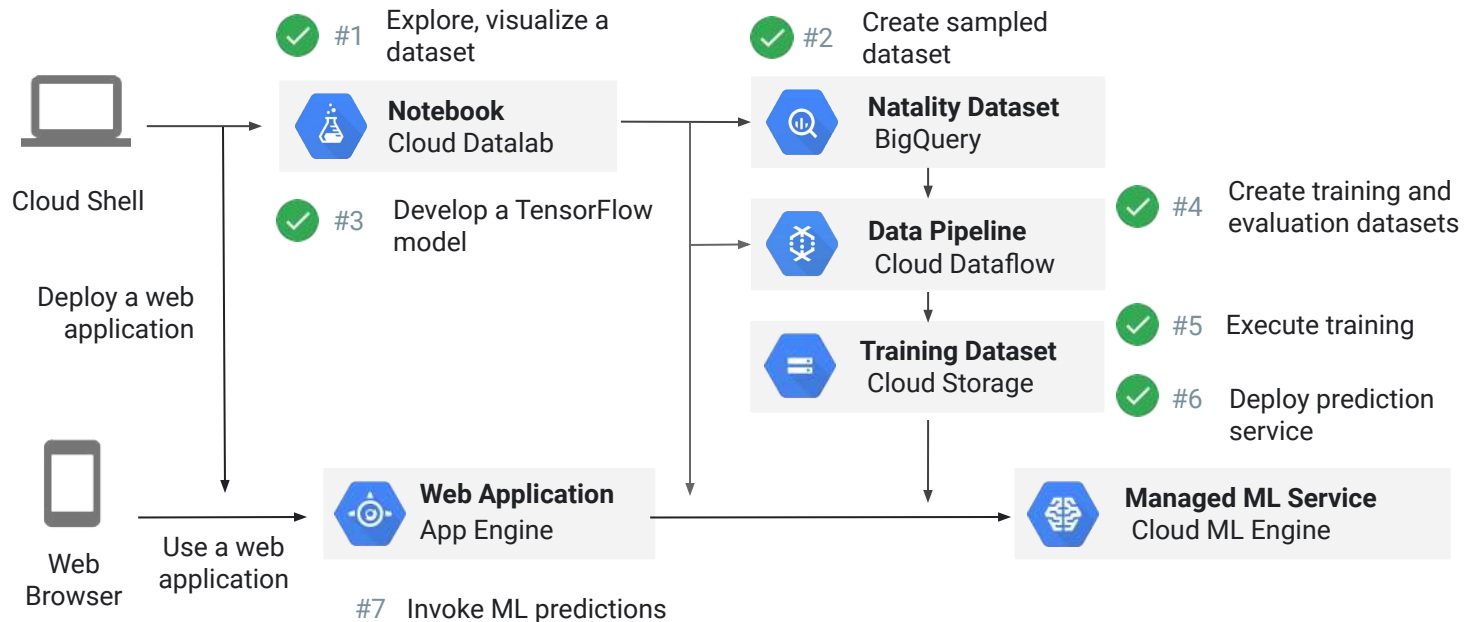 #1 Explore, visualize a
dataset
#2 Create sampled
dataset
Notebook
Cloud Datalab
Natality Dataset
BigQuery
Cloud Shell
#3 Develop a TensorFlow
model
#4 Create training and
evaluation datasets
Data Pipeline
Cloud Dataflow
Deploy a web
application
#5 Execute training
Training Dataset
Cloud Storage
#6 Deploy prediction
service
Web Application
App Engine
Managed ML Service
Cloud ML Engine
Web
Browser
Use a web
application
#7 Invoke ML predictions